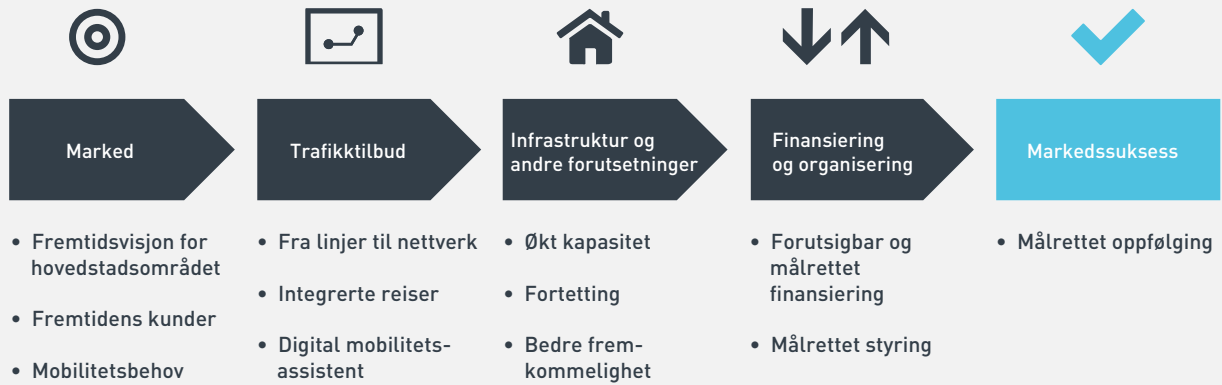 Marked
Trafikktilbud
Infrastruktur og
andre forutsetninger
Finansiering
og organisering
Markedssuksess
• Fremtidsvisjon for
hovedstadsområdet
• Fremtidens kunder
• Mobilitetsbehov
• Fra linjer til nettverk
• Integrerte reiser
• Digital mobilitets-
assistent
• Økt kapasitet
• Fortetting
• Bedre frem-
kommelighet
• Forutsigbar og
målrettet
finansiering
• Målrettet styring
• Målrettet oppfølging